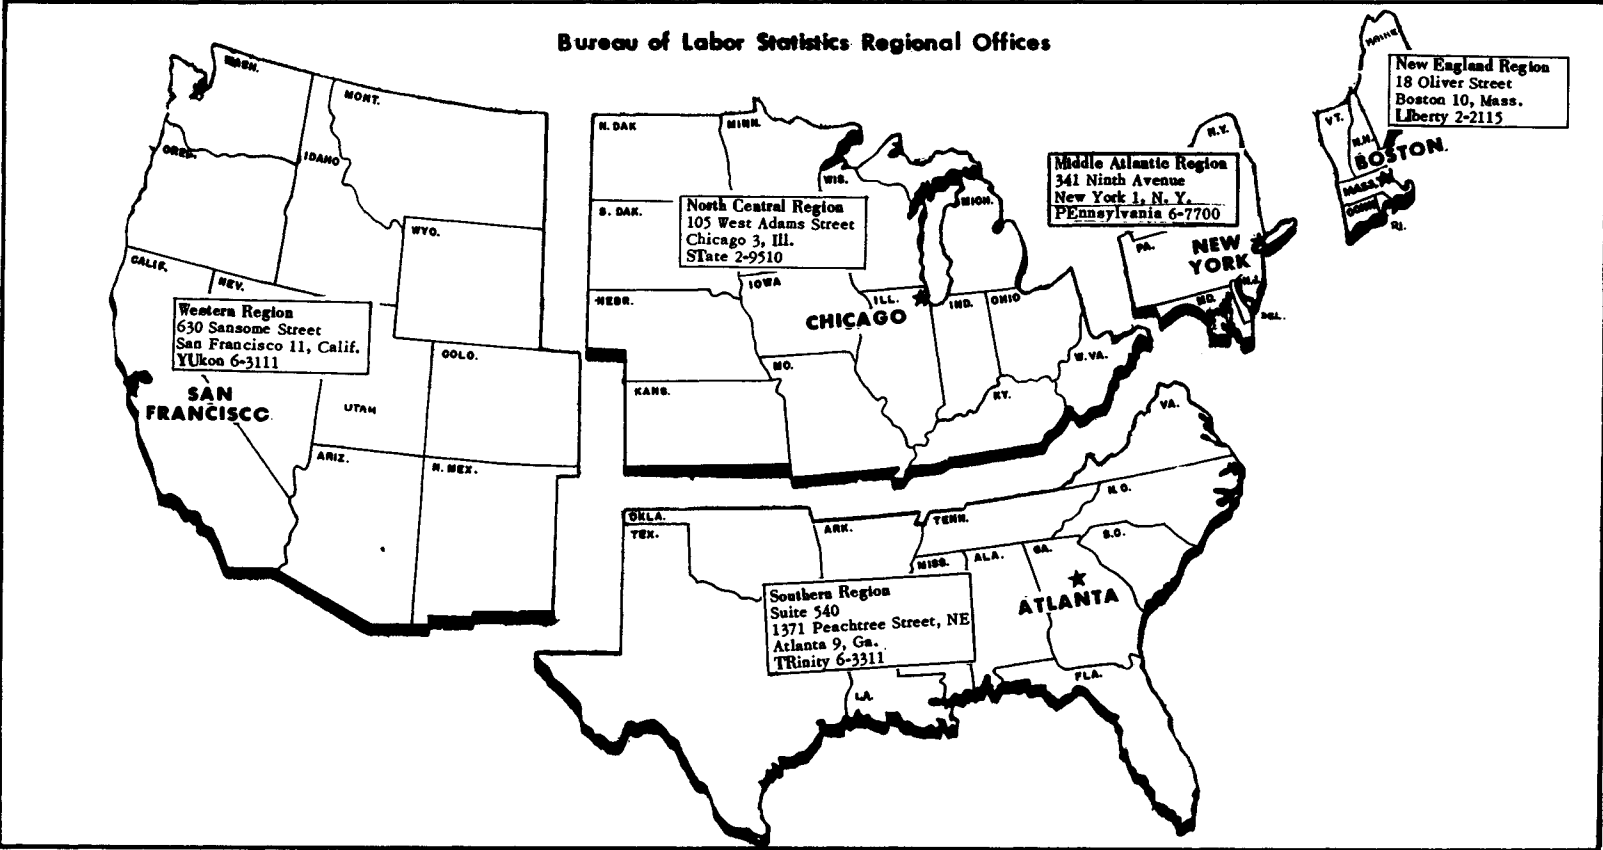 Bureau of Labor Statistics Regional Offices
WASH.
MONT.
OREG.
IDAHO
WYO.
CALIF.
NEV.
Western Region
630 Sansome Street
San Francisco 11, Calif.
YUkon 6-3111
SAN
FRANCISCO
COLO.
UTAH
ARIZ.
N. MEX.
N. DAK
MINN.
WIS.
S. DAK.
MICH.
North Central Region
105 West Adams Street
Chicago 3, Ill.
STate 2-9510
IOWA
NEBR.
ILL.
IND.
OHIO
CHICAGO
MO.
KANS.
KY.
W. VA.
MAINE
New England Region
18 Oliver Street
Boston 10, Mass.
LIberty 2-2115
VT.
N.H.
BOSTON
MASS.
CONN.
R.I.
N.Y.
Middle Atlantic Region
341 Ninth Avenue
New York 1, N. Y.
PEnnsylvania 6-7700
PA.
NEW
YORK
N.J.
MD.
DEL.
VA.
N.C.
OKLA.
TEX.
ARK.
TENN.
S.C.
MISS.
ALA.
GA.
ATLANTA
Southern Region
Suite 540
1371 Peachtree Street, NE
Atlanta 9, Ga.
TRinity 6-3311
LA.
FLA.